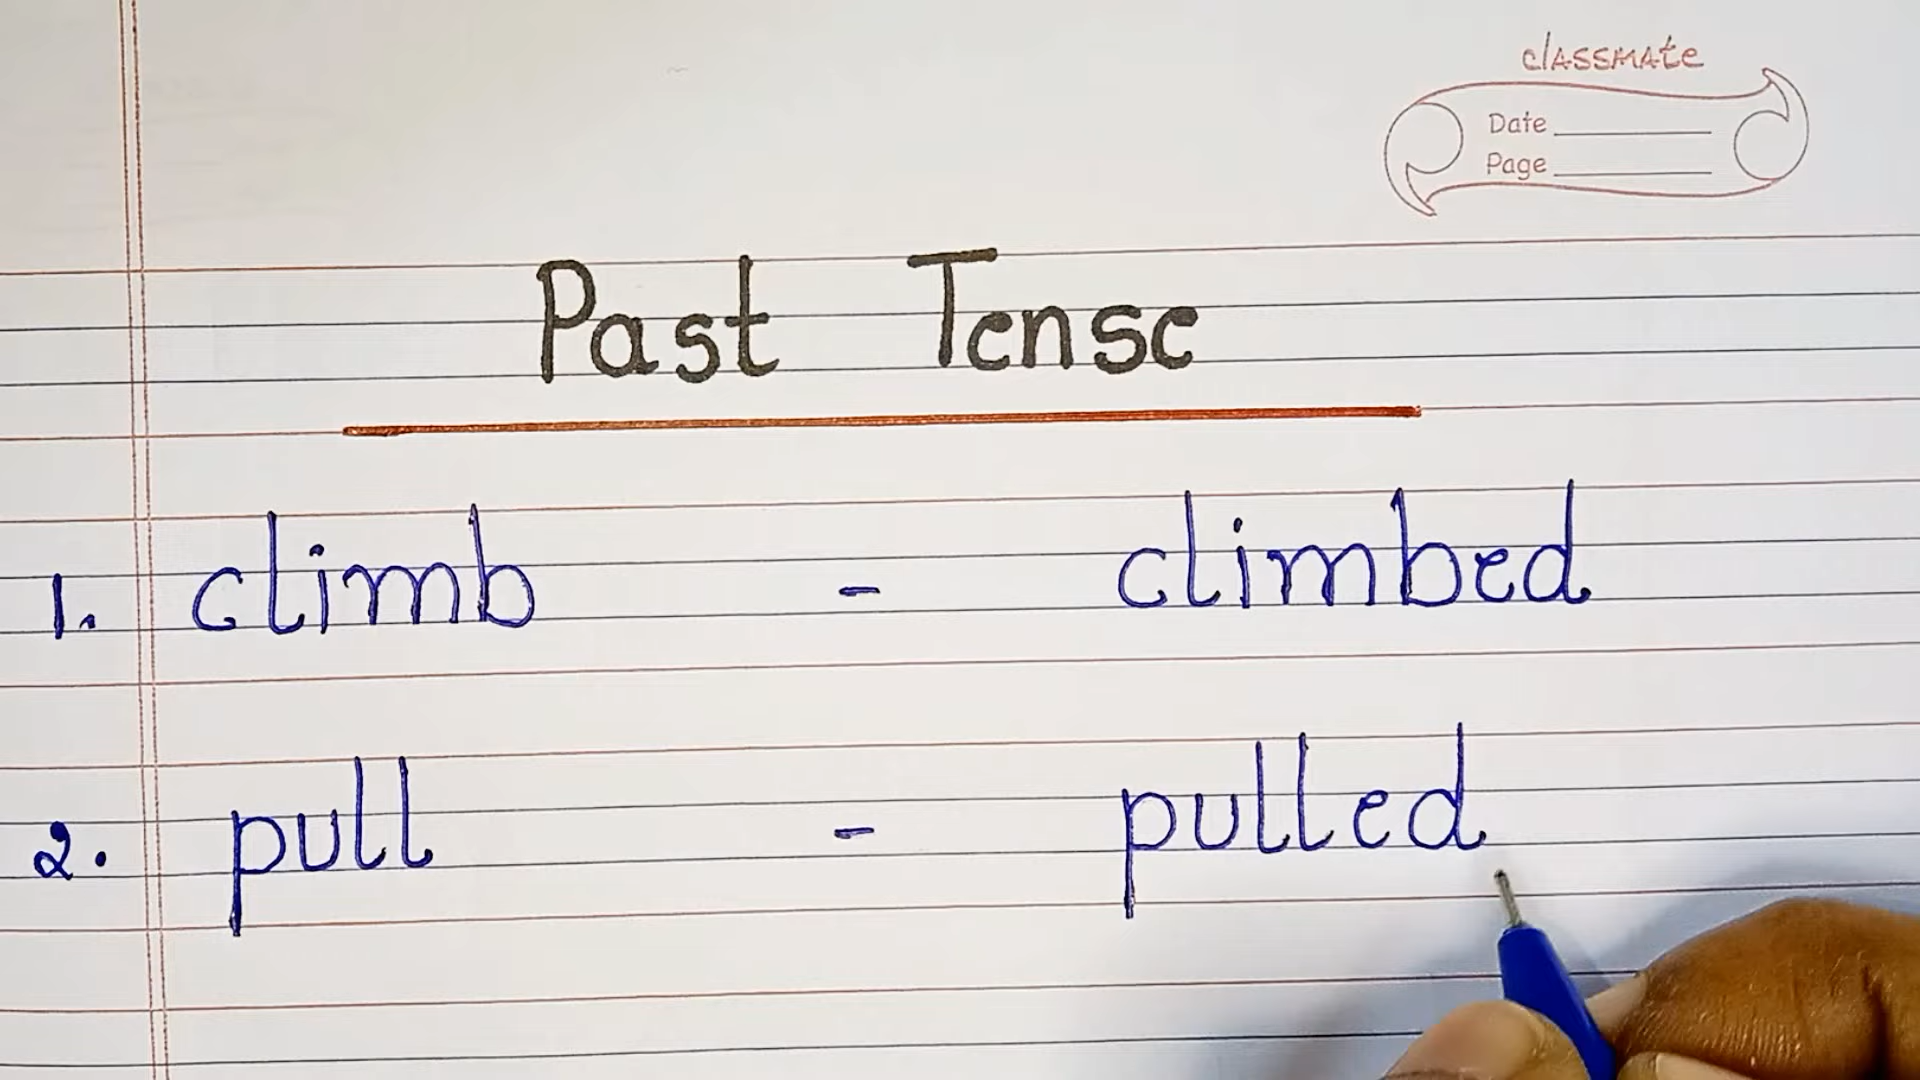 classmate
Date
Page
Past Tense
1. climb - climbed
2. pull - pulled